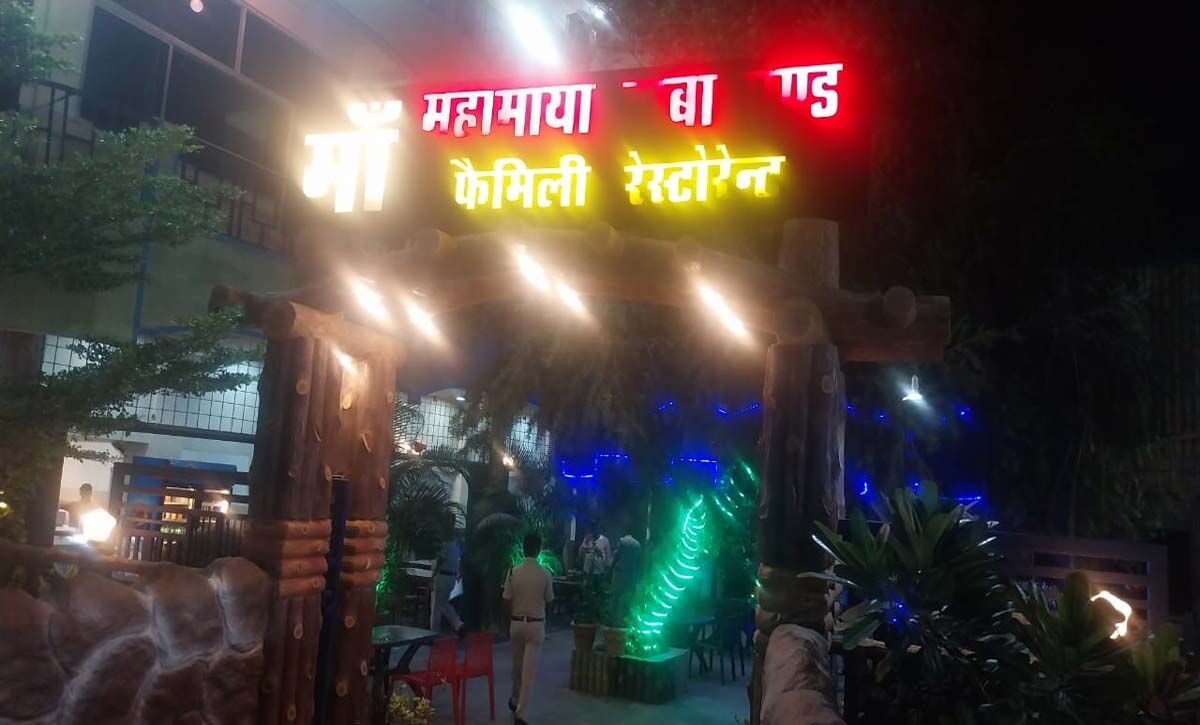 माँ महामाया बा ण्ड
फैमिली रेस्टोरेन्ट